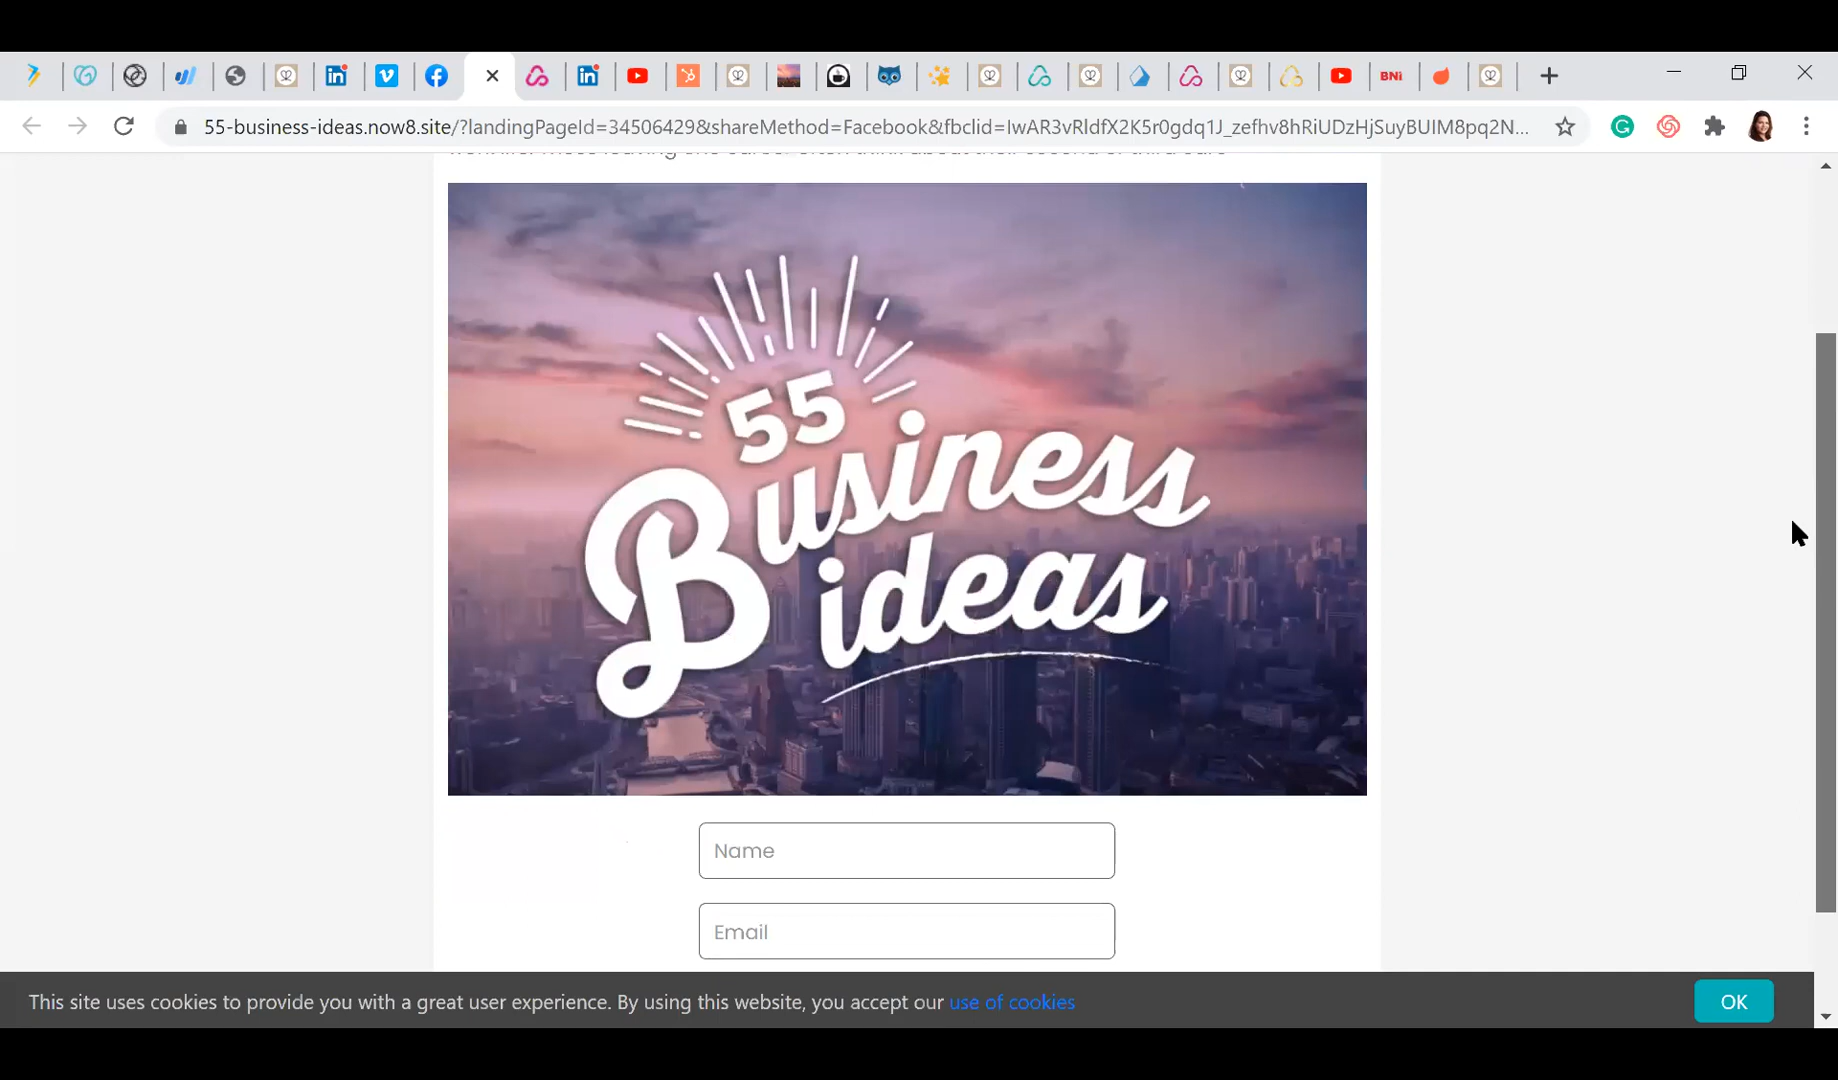 BNi
55-business-ideas.now8.site/?landingPageId=34506429&shareMethod=Facebook&fbclid=IwAR3vRldfX2K5r0gdq1J_zefhv8hRiUDzHjSuyBUIM8pq2N...
55
Business
ideas
Name
Email
This site uses cookies to provide you with a great user experience. By using this website, you accept our use of cookies
OK